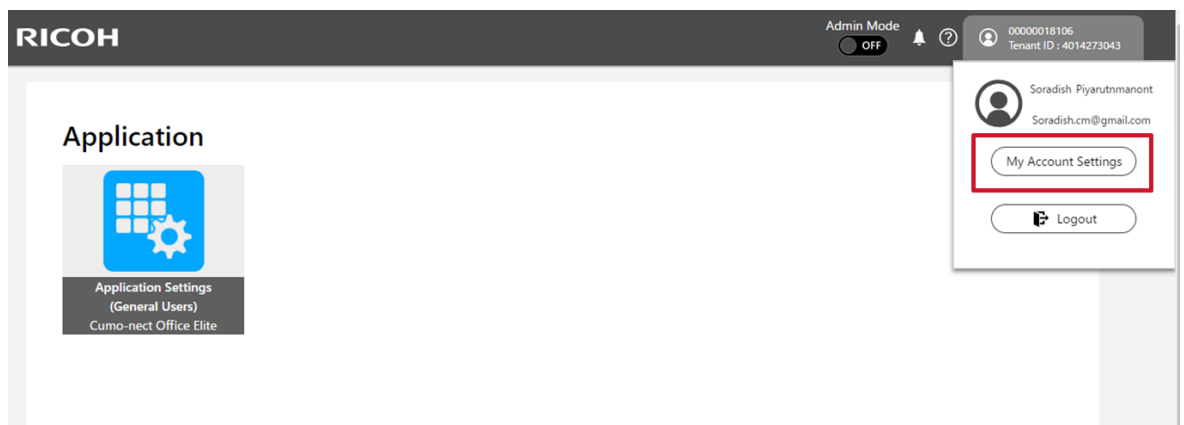 RICOH
Admin Mode
OFF
00000018106
Tenant ID : 4014273043
Soradish Piyarutnmanont
Soradish.cm@gmail.com
My Account Settings
Logout
Application
Application Settings
(General Users)
Cumo-nect Office Elite